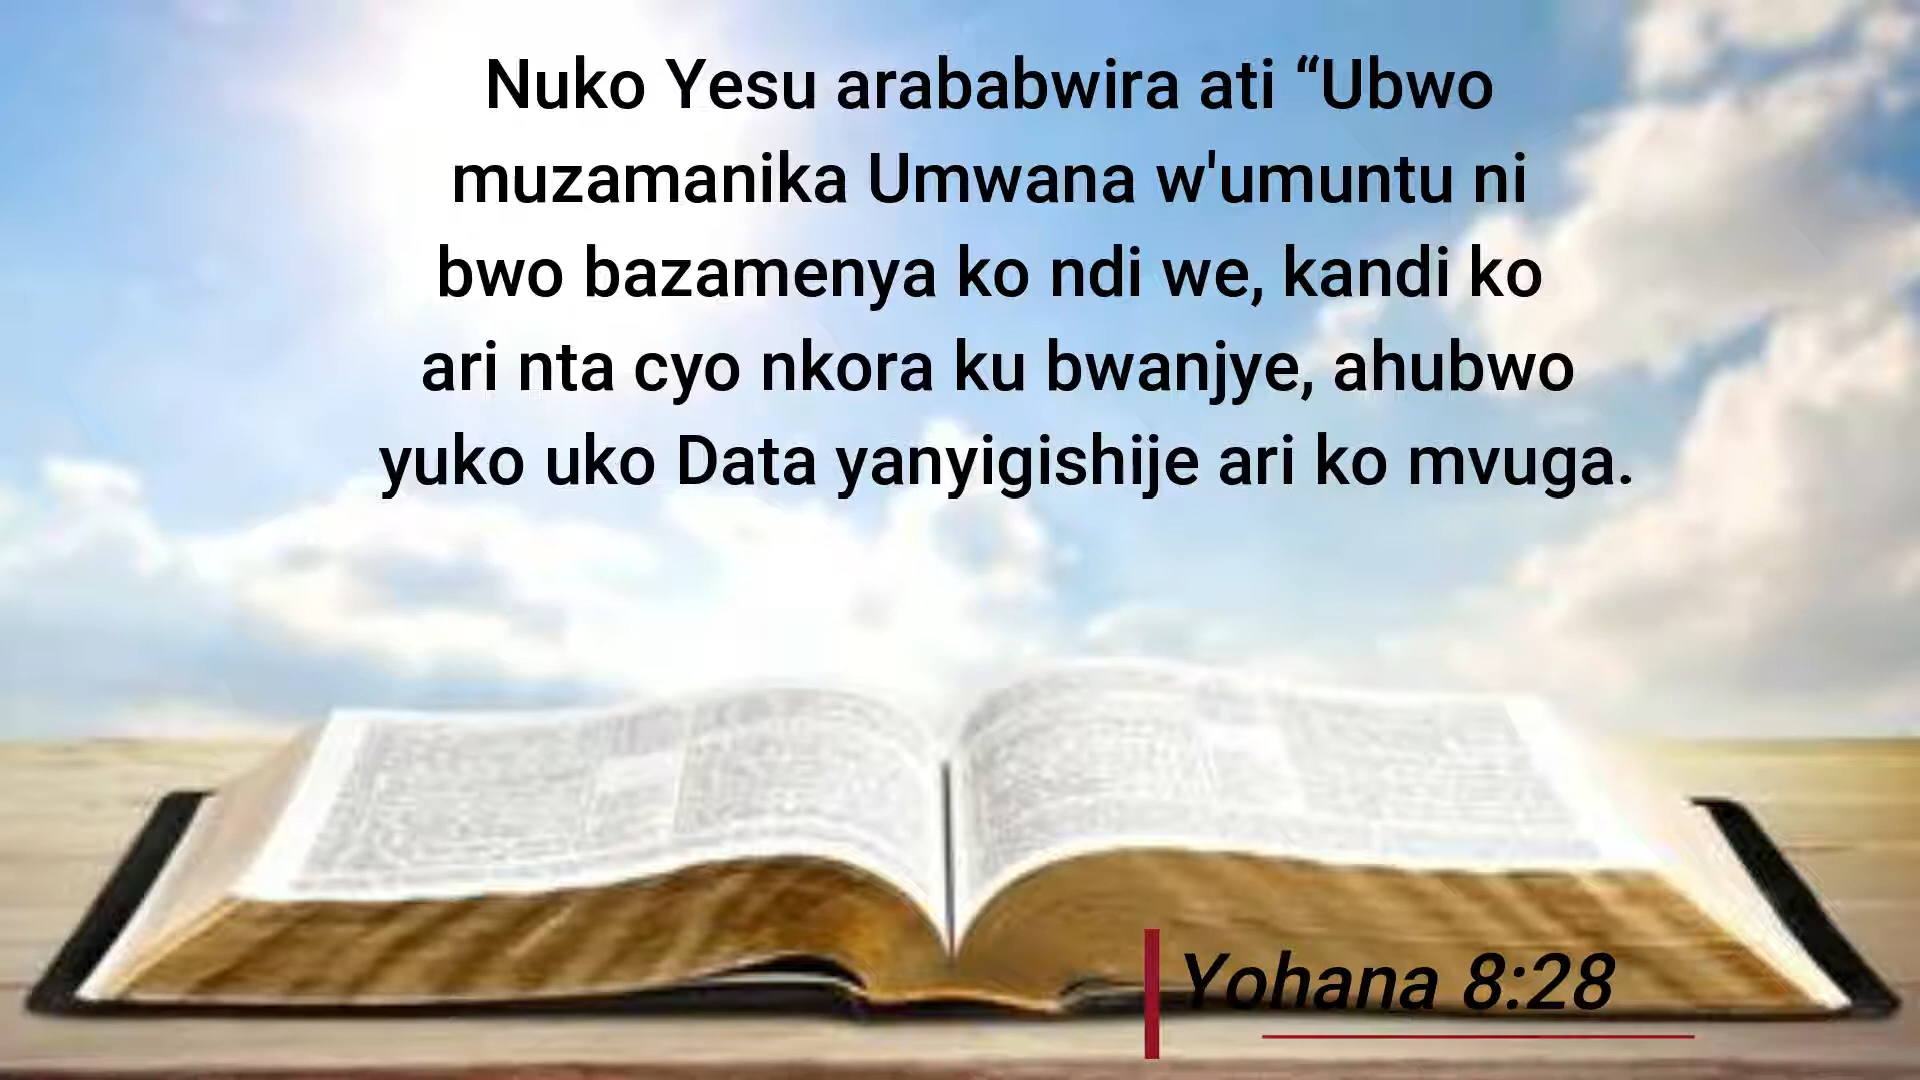 Nuko Yesu arababwira ati “Ubwo
muzamanika Umwana w'umuntu ni
bwo bazamenya ko ndi we, kandi ko
ari nta cyo nkora ku bwanjye, ahubwo
yuko uko Data yanyigishije ari ko mvuga.
Yohana 8:28